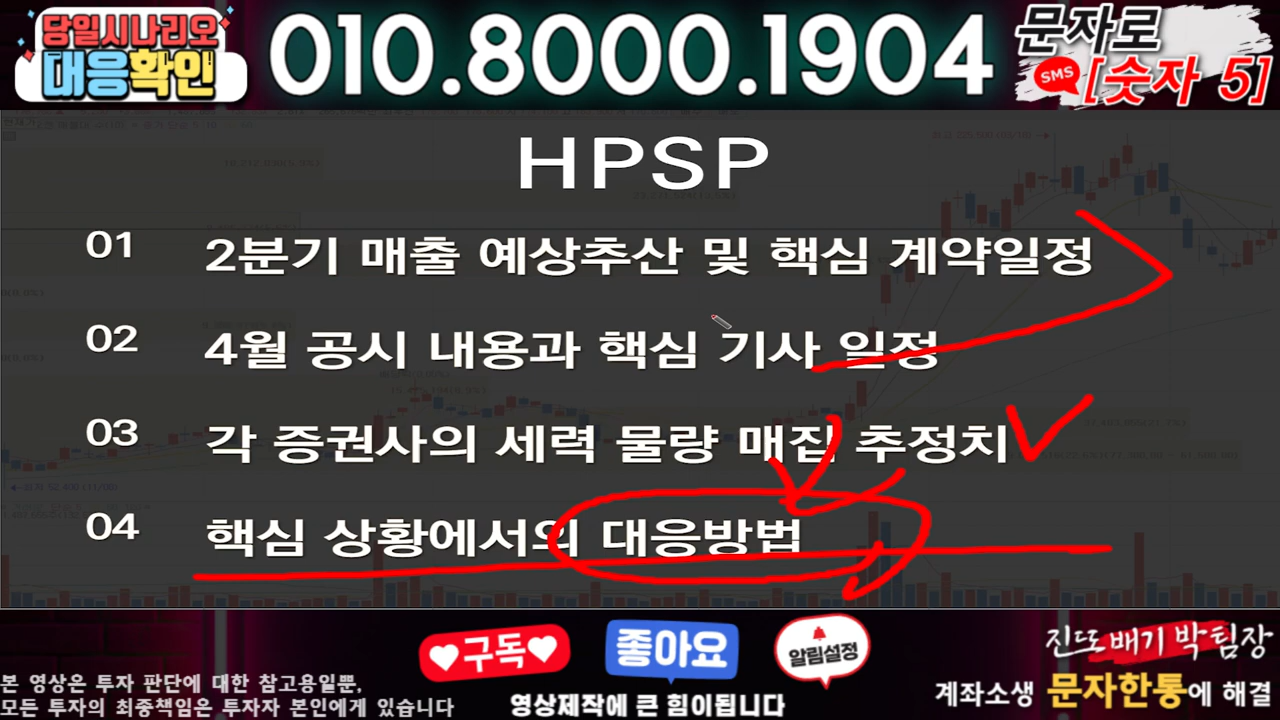 당일시나리오
대응확인
010.8000.1904
문자로
SMS [숫자 5]
HPSP
01 2분기 매출 예상추산 및 핵심 계약일정
02 4월 공시 내용과 핵심 기사 일정
03 각 증권사의 세력 물량 매집 추정치
04 핵심 상황에서의 대응방법
구독 좋아요 알림설정
영상제작에 큰 힘이됩니다
본 영상은 투자 판단에 대한 참고용일뿐,
모든 투자의 최종책임은 투자자 본인에게 있습니다
진또배기 박팀장
계좌소생 문자한통에 해결